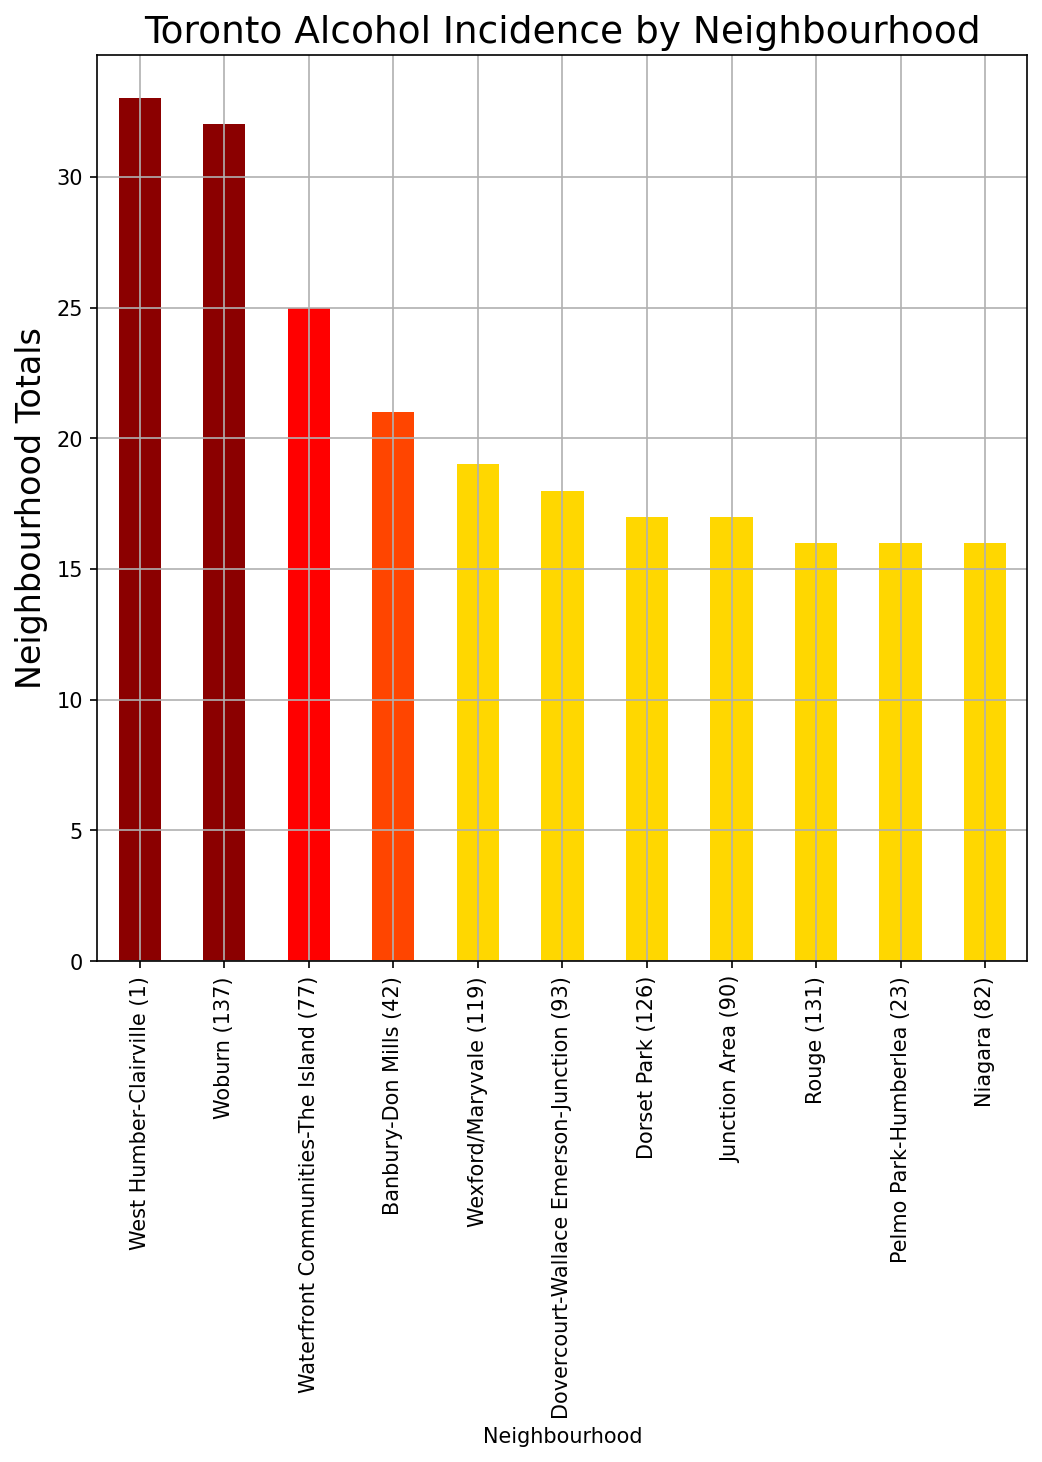 Toronto Alcohol Incidence by Neighbourhood
Neighbourhood Totals
30
25
20
15
10
5
0
West Humber-Clairville (1)
Woburn (137)
Waterfront Communities-The Island (77)
Banbury-Don Mills (42)
Wexford/Maryvale (119)
Dovercourt-Wallace Emerson-Junction (93)
Dorset Park (126)
Junction Area (90)
Rouge (131)
Pelmo Park-Humberlea (23)
Niagara (82)
Neighbourhood